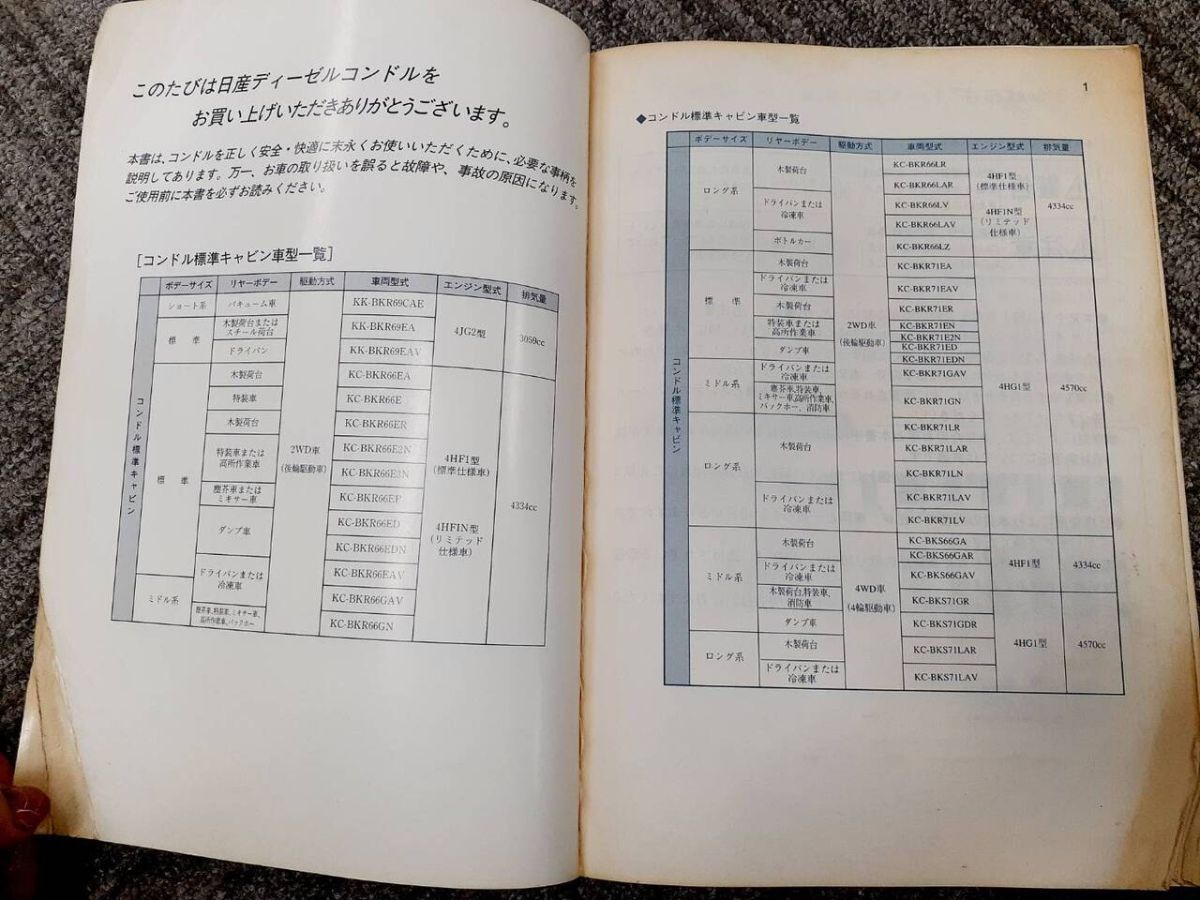 このたびは日産ディーゼルコンドルを
お買い上げいただきありがとうございます。
本書は、コンドルを正しく安全・快適に末永くお使いいただくために、必要な事柄を
説明してあります。万一、お車の取り扱いを誤ると故障や、事故の原因になります。
ご使用前に本書を必ずお読みください。
[コンドル標準キャビン車型一覧]
ボデーサイズ リヤーボデー 駆動方式 車両型式 エンジン型式 排気量
コンドル標準キャビン
ショート系 バキューム車 KK-BKR69CAE
標準 木製荷台または
スチール荷台 KK-BKR69EA 4JG2型 3059cc
ドライバン KK-BKR69EAV
木製荷台 KC-BKR66EA
特装車 KC-BKR66E
木製荷台 KC-BKR66ER
特装車または
高所作業車 KC-BKR66E2N
2WD車
(後輪駆動車)
KC-BKR66E3N
4HF1型
(標準仕様車)
標準
塵芥車または
ミキサー車 KC-BKR66EP
4334cc
ダンプ車 KC-BKR66ED
KC-BKR66EDN
4HF1N型
(リミテッド
仕様車)
ドライバンまたは
冷凍車 KC-BKR66EAV
ミドル系 KC-BKR66GAV
塵芥車、特装車、ミキサー車、
高所作業車、バックホー KC-BKR66GN
1
◆コンドル標準キャビン車型一覧
ボデーサイズ リヤーボデー 駆動方式 車両型式 エンジン型式 排気量
コンドル標準キャビン
ロング系 木製荷台 KC-BKR66LR
KC-BKR66LAR
4HF1型
(標準仕様車)
ドライバンまたは
冷凍車 KC-BKR66LV
KC-BKR66LAV
4HF1N型
(リミテッド
仕様車)
4334cc
ボトルカー KC-BKR66LZ
標準 木製荷台 KC-BKR71EA
ドライバンまたは
冷凍車 KC-BKR71EAV
木製荷台 KC-BKR71ER
特装車または
高所作業車 KC-BKR71EN
KC-BKR71E2N
2WD車
(後輪駆動車)
ダンプ車 KC-BKR71ED
KC-BKR71EDN
ミドル系 ドライバンまたは
冷凍車 KC-BKR71GAV
塵芥車、特装車、
ミキサー車、高所作業車、
バックホー、消防車 KC-BKR71GN
4HG1型 4570cc
ロング系 木製荷台 KC-BKR71LR
KC-BKR71LAR
KC-BKR71LN
ドライバンまたは
冷凍車 KC-BKR71LAV
KC-BKR71LV
ミドル系 木製荷台 KC-BKS66GA
KC-BKS66GAR
ドライバンまたは
冷凍車 KC-BKS66GAV
4HF1型 4334cc
4WD車
(4輪駆動車)
木製荷台、特装車、
消防車 KC-BKS71GR
ダンプ車 KC-BKS71GDR
ロング系 木製荷台 KC-BKS71LAR
4HG1型 4570cc
ドライバンまたは
冷凍車 KC-BKS71LAV